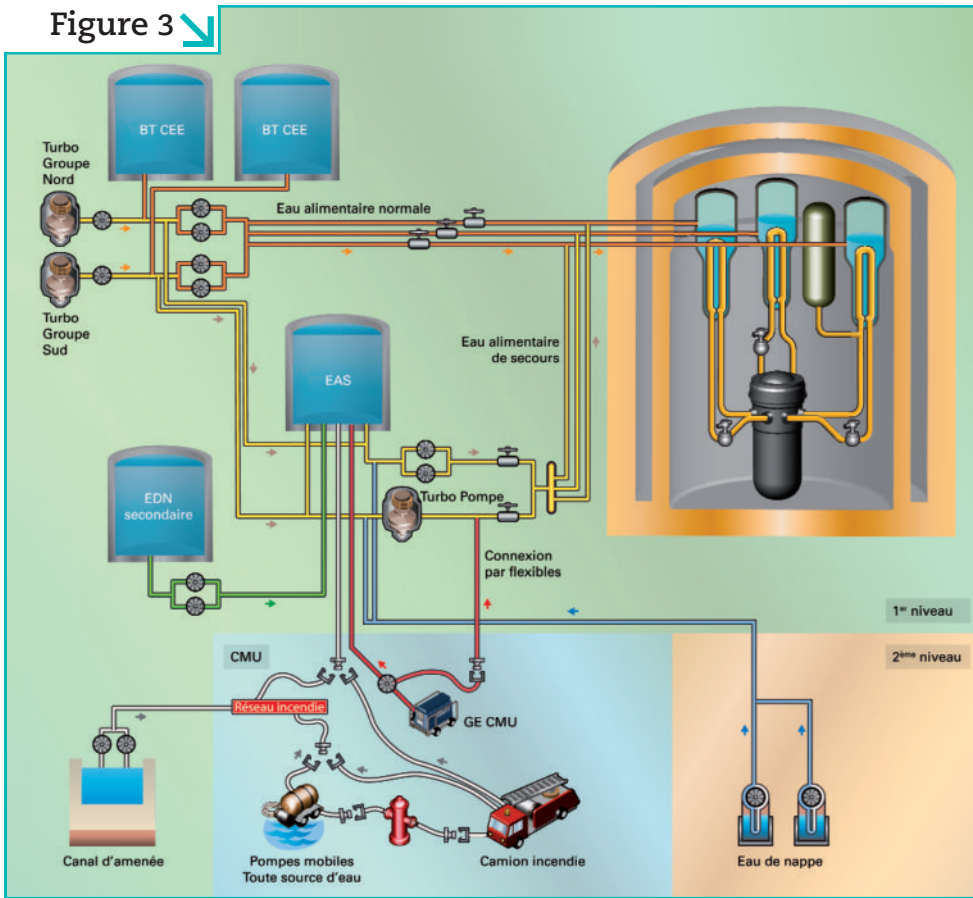 Figure 3
BT CEE
BT CEE
Turbo
Groupe
Nord
Eau alimentaire normale
Turbo
Groupe
Sud
Eau alimentaire
de secours
EAS
Turbo Pompe
EDN
secondaire
Connexion
par flexibles
1er niveau
CMU
2ème niveau
Réseau incendie
GE CMU
Canal d'amenée
Pompes mobiles
Toute source d'eau
Camion incendie
Eau de nappe